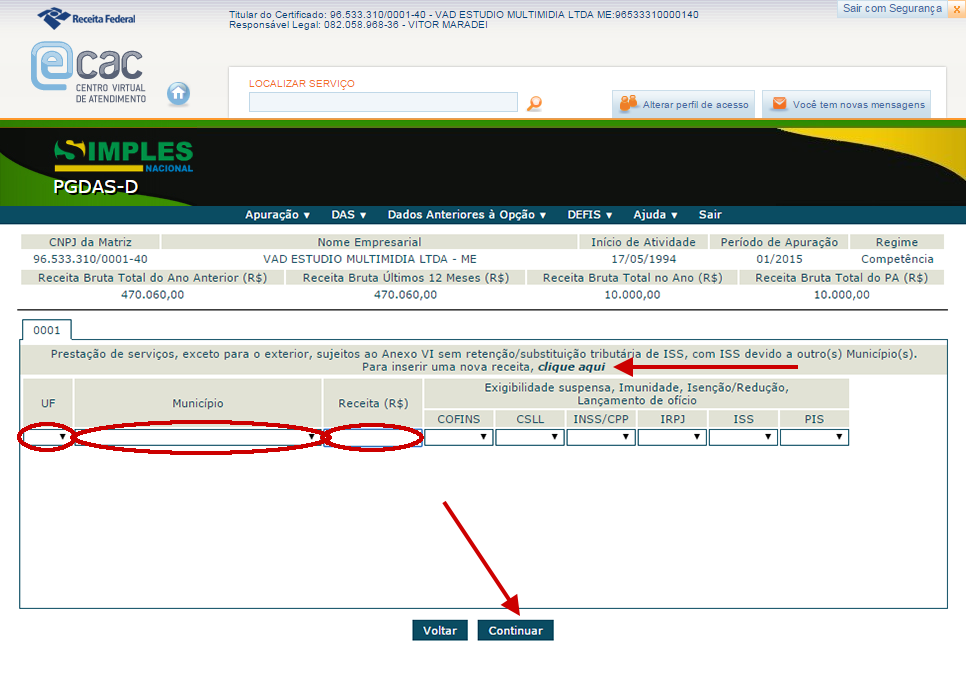 Receita Federal
Titular do Certificado: 96.533.310/0001-40 - VAD ESTUDIO MULTIMIDIA LTDA ME:96533310000140
Responsável Legal: 082.058.968-36 - VITOR MARADEI
Sair com Segurança x
e CAC
CENTRO VIRTUAL
DE ATENDIMENTO
LOCALIZAR SERVIÇO
Alterar perfil de acesso
Você tem novas mensagens
SIMPLES
NACIONAL
PGDAS-D
Apuração ▼ DAS ▼ Dados Anteriores à Opção ▼ DEFIS ▼ Ajuda ▼ Sair
CNPJ da Matriz Nome Empresarial Início de Atividade Período de Apuração Regime
96.533.310/0001-40 VAD ESTUDIO MULTIMIDIA LTDA - ME 17/05/1994 01/2015 Competência
Receita Bruta Total do Ano Anterior (R$) Receita Bruta Últimos 12 Meses (R$) Receita Bruta Total no Ano (R$) Receita Bruta Total do PA (R$)
470.060,00 470.060,00 10.000,00 10.000,00
0001
Prestação de serviços, exceto para o exterior, sujeitos ao Anexo VI sem retenção/substituição tributária de ISS, com ISS devido a outro(s) Município(s).
Para inserir uma nova receita, clique aqui
UF Município Receita (R$) Exigibilidade suspensa, Imunidade, Isenção/Redução,
Lançamento de ofício
COFINS CSLL INSS/CPP IRPJ ISS PIS
Voltar Continuar